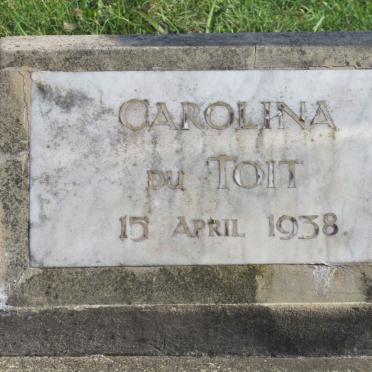 CAROLINA
DU TOIT
15 APRIL 1938.